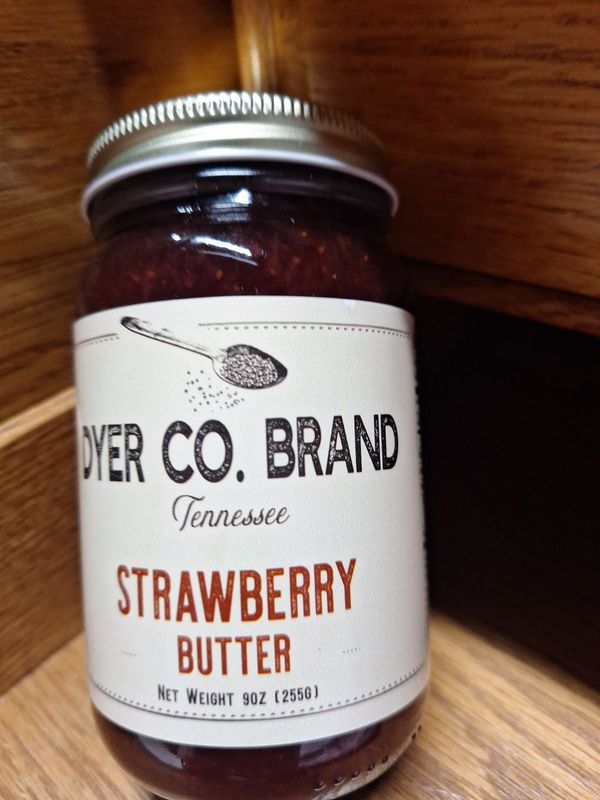 DYER CO. BRAND
Tennessee
STRAWBERRY
BUTTER
NET WEIGHT 9OZ (255G)